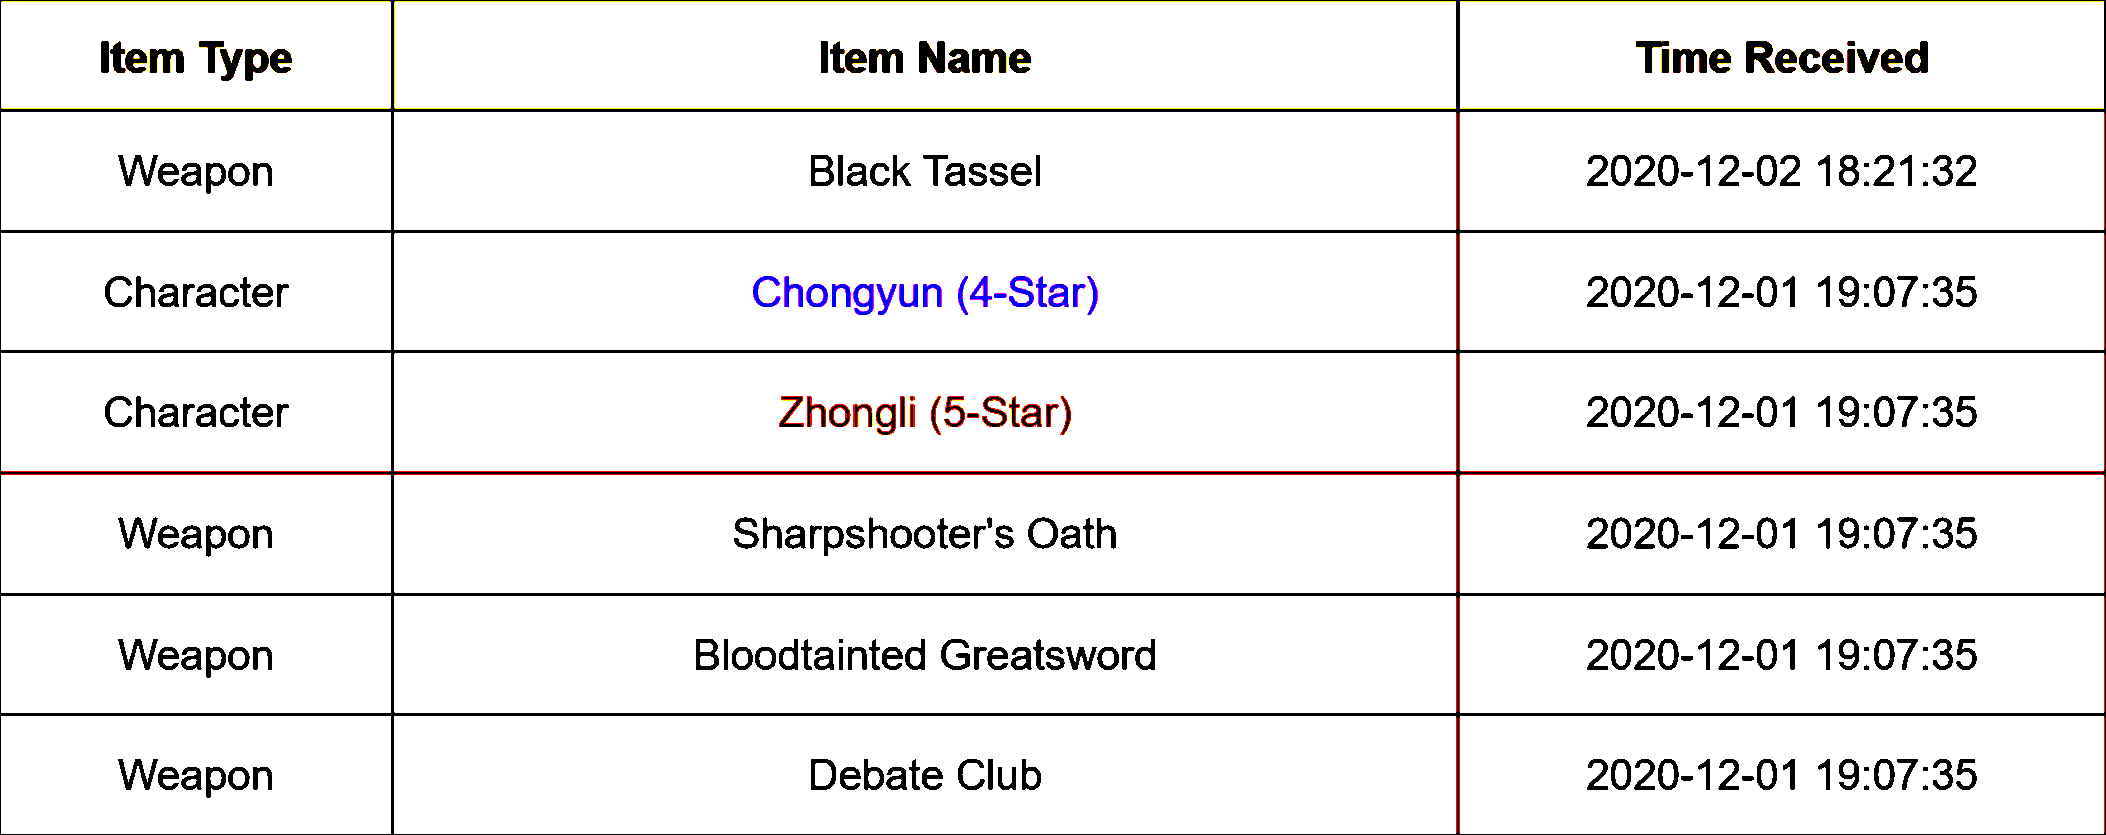 Item Type Item Name Time Received
Weapon Black Tassel 2020-12-02 18:21:32
Character Chongyun (4-Star) 2020-12-01 19:07:35
Character Zhongli (5-Star) 2020-12-01 19:07:35
Weapon Sharpshooter's Oath 2020-12-01 19:07:35
Weapon Bloodtainted Greatsword 2020-12-01 19:07:35
Weapon Debate Club 2020-12-01 19:07:35